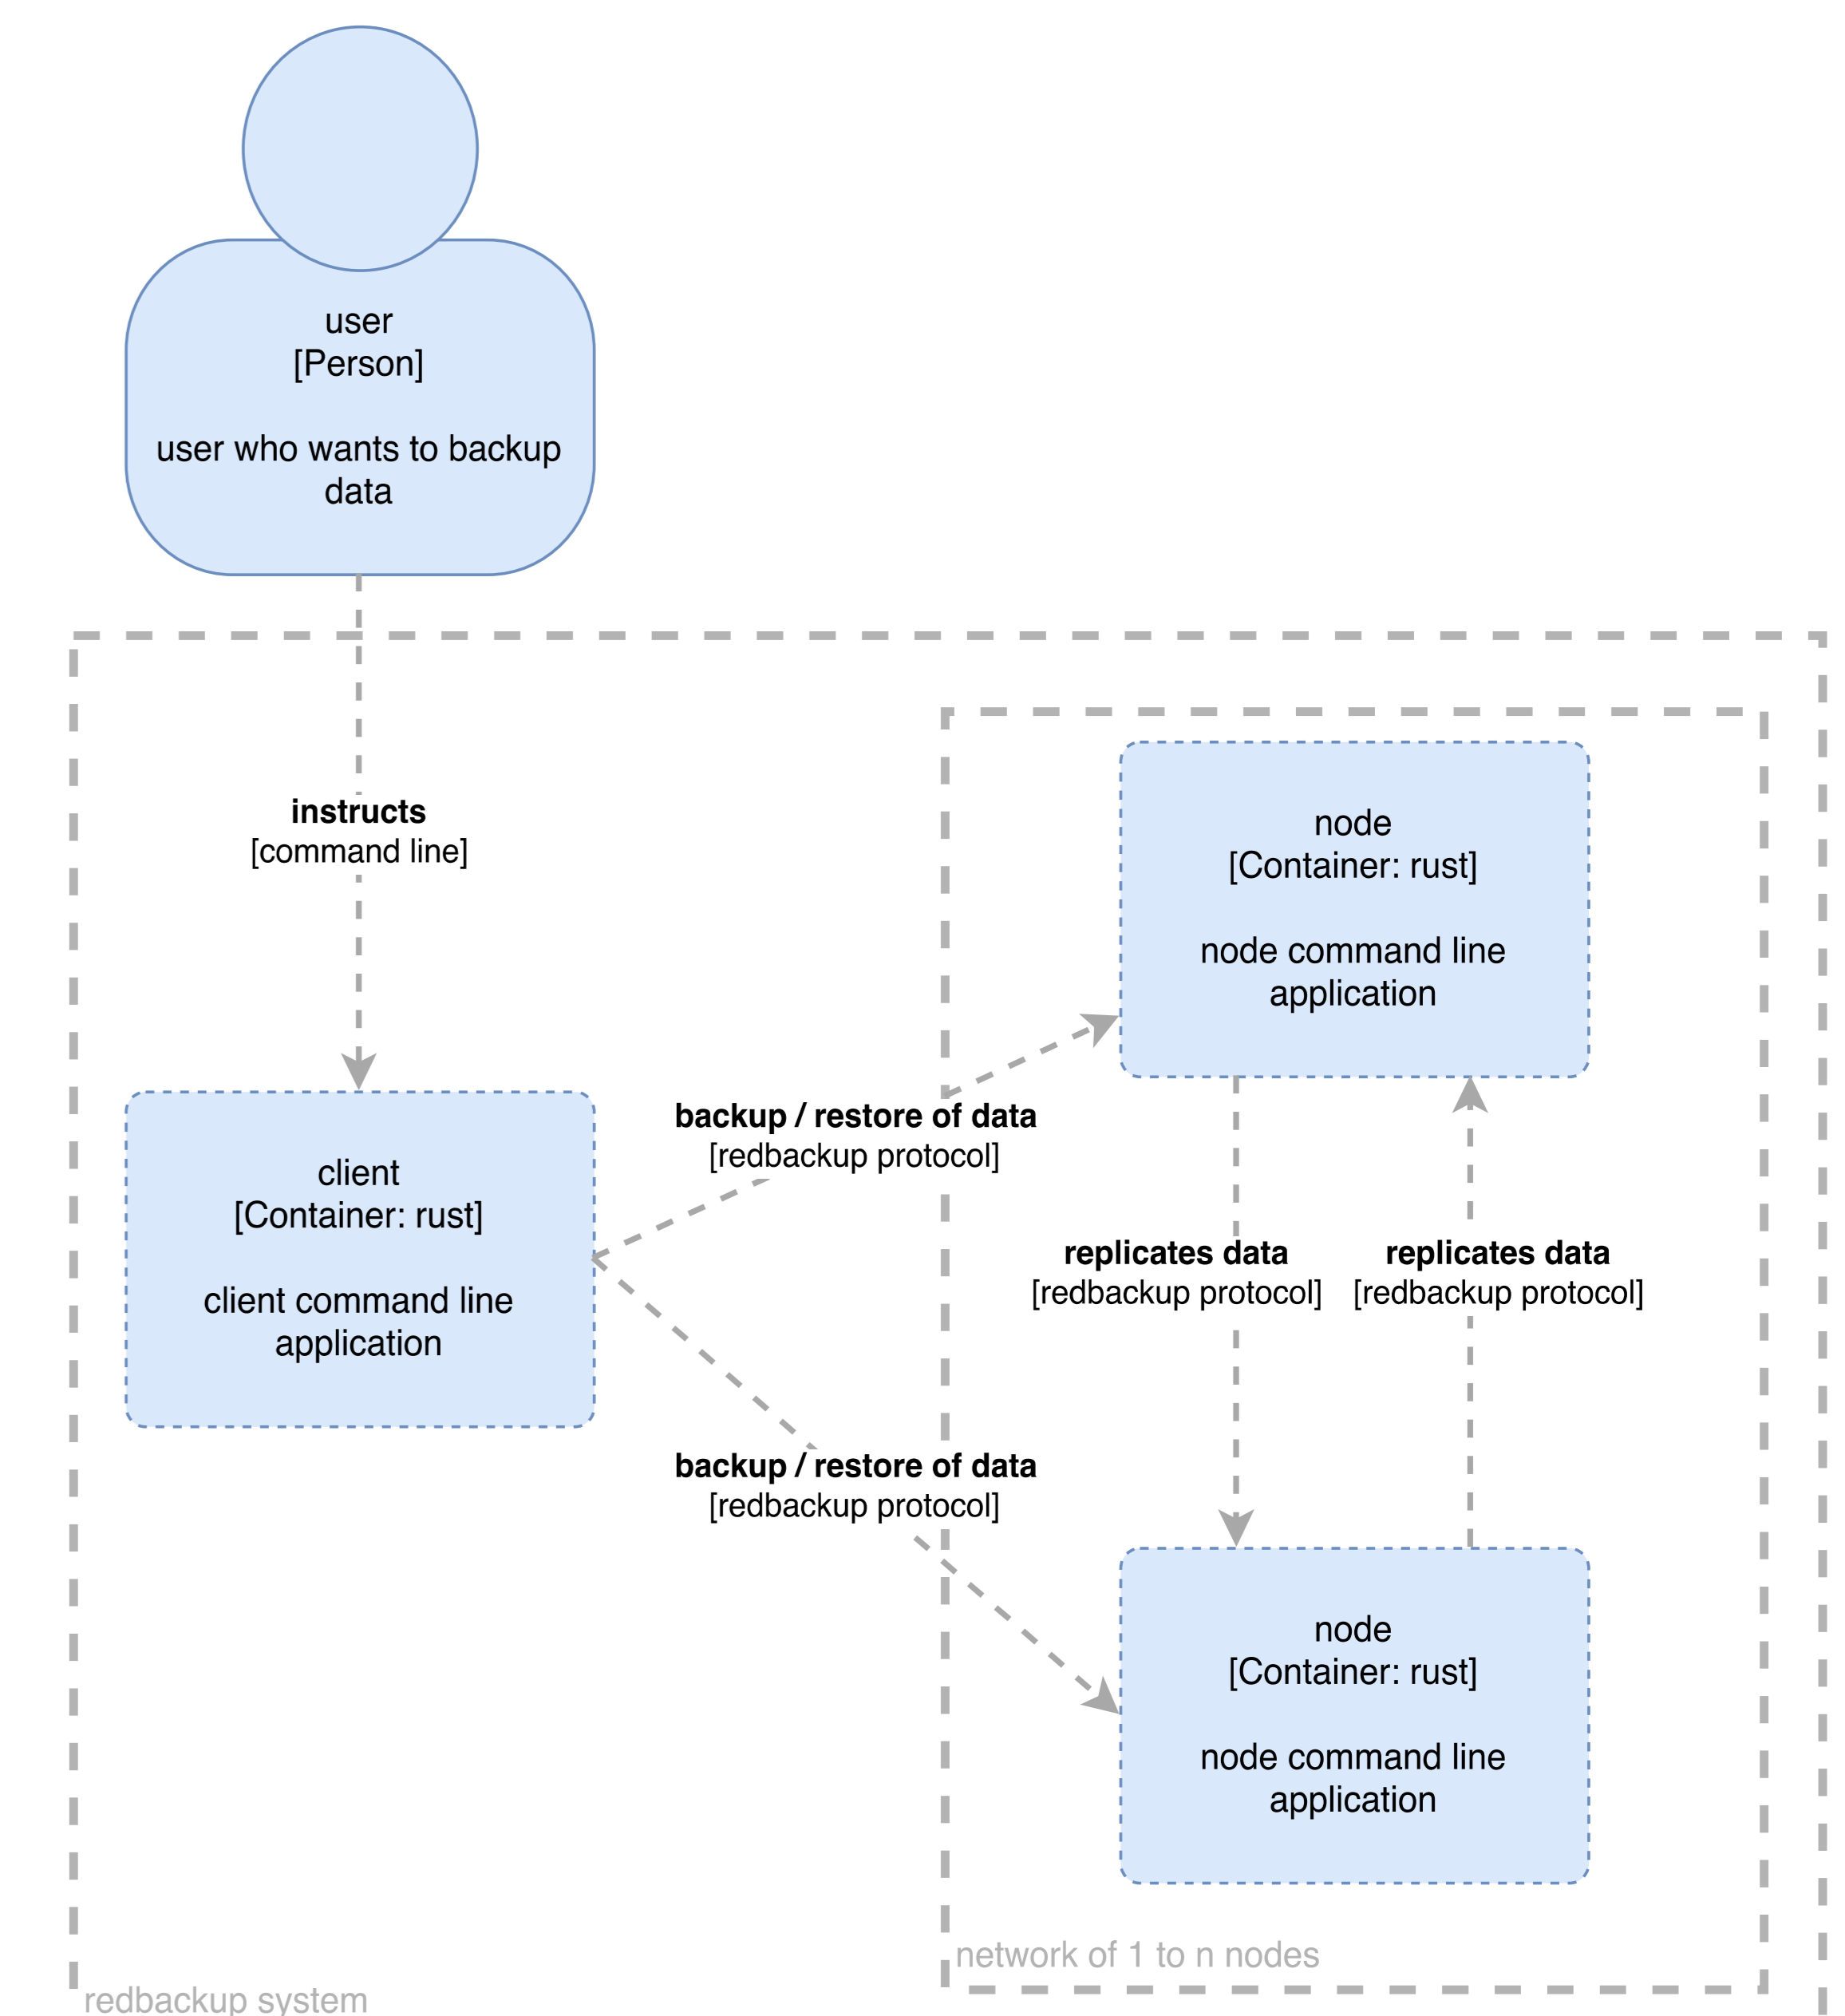 user
[Person]
user who wants to backup
data
instructs
[command line]
node
[Container: rust]
node command line
application
backup / restore of data
[redbackup protocol]
client
[Container: rust]
client command line
application
replicates data
[redbackup protocol]
replicates data
[redbackup protocol]
backup / restore of data
[redbackup protocol]
node
[Container: rust]
node command line
application
network of 1 to n nodes
redbackup system